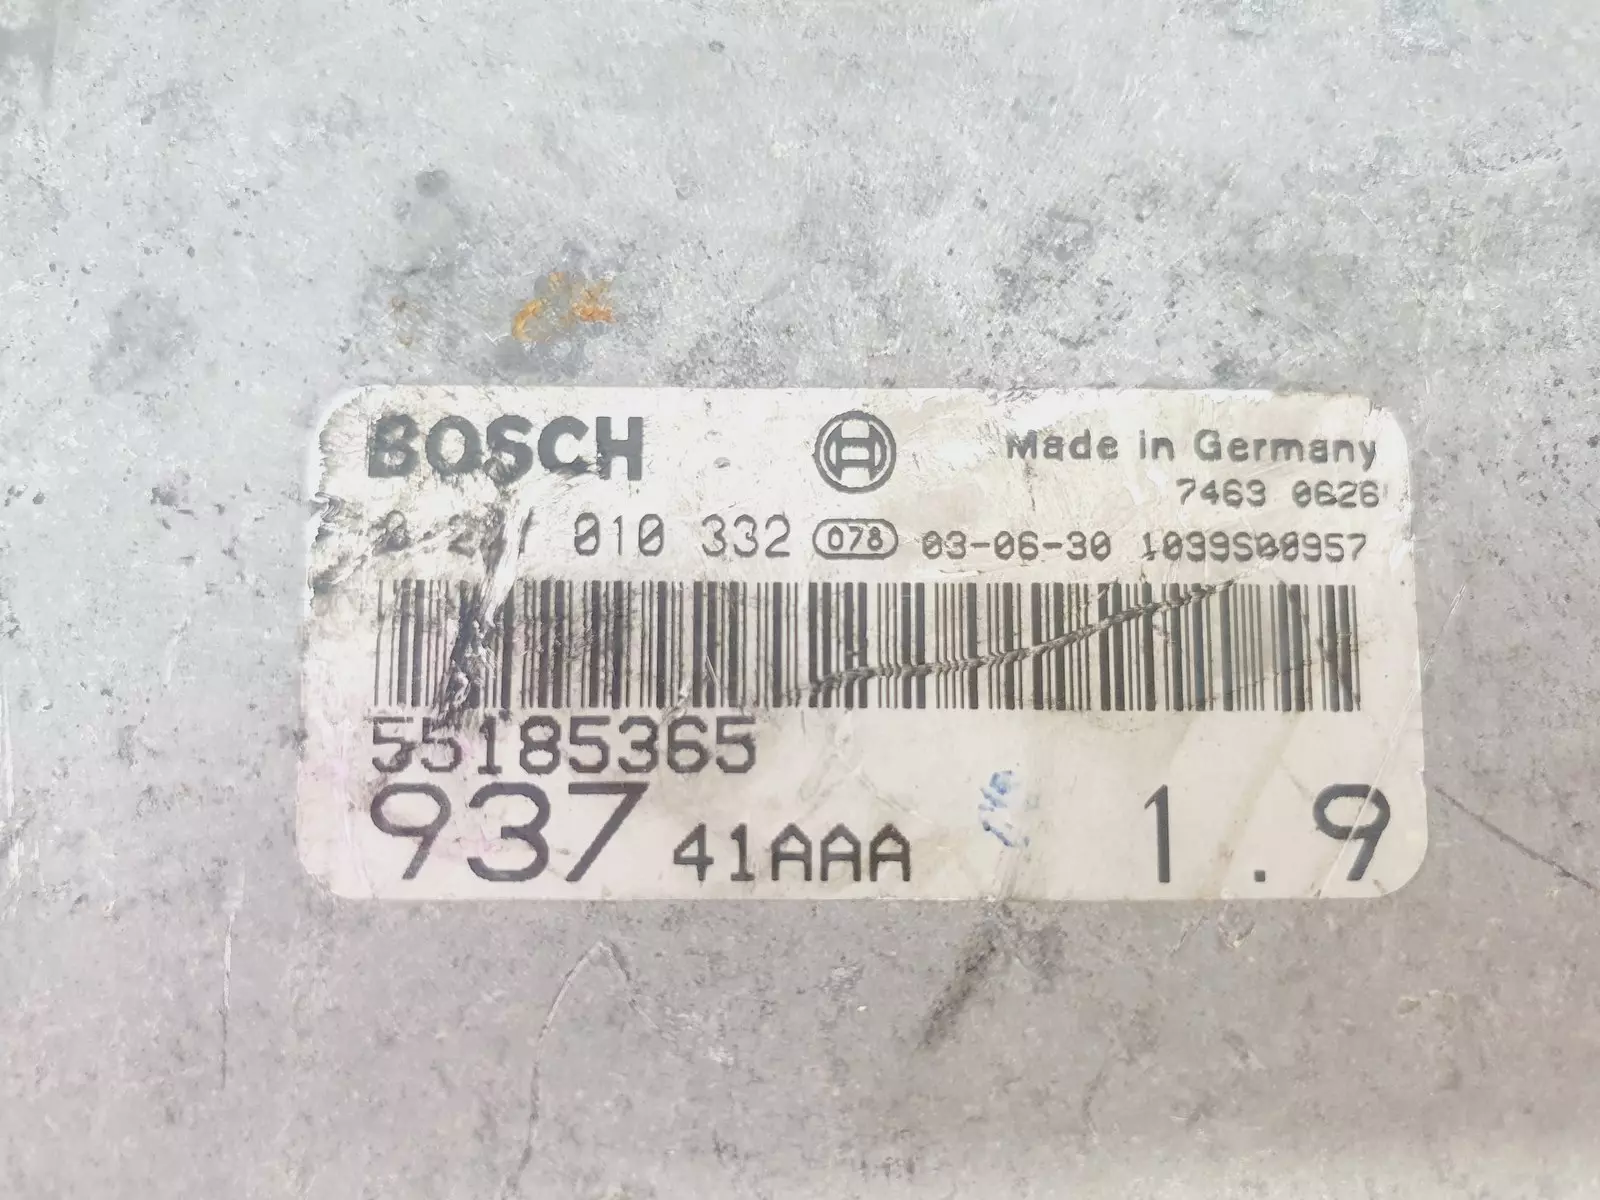 BOSCH Made in Germany
7463 0626
010 332 078 03-06-30 1039S00957
55185365
937 41AAA 1.9